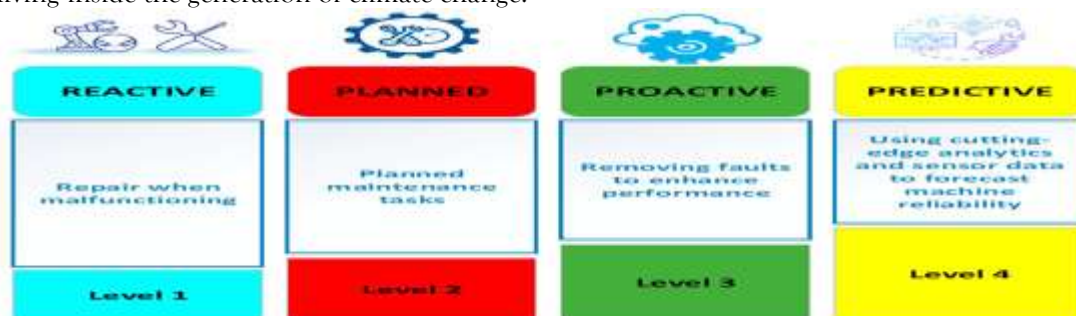 living inside the generation of climate change.
REACTIVE
Repair when
malfunctioning
Level 1
PLANNED
Planned
maintenance
tasks
Level 2
PROACTIVE
Removing faults
to enhance
performance
Level 3
PREDICTIVE
Using cutting-
edge analytics
and sensor data
to forecast
machine
reliability
Level 4